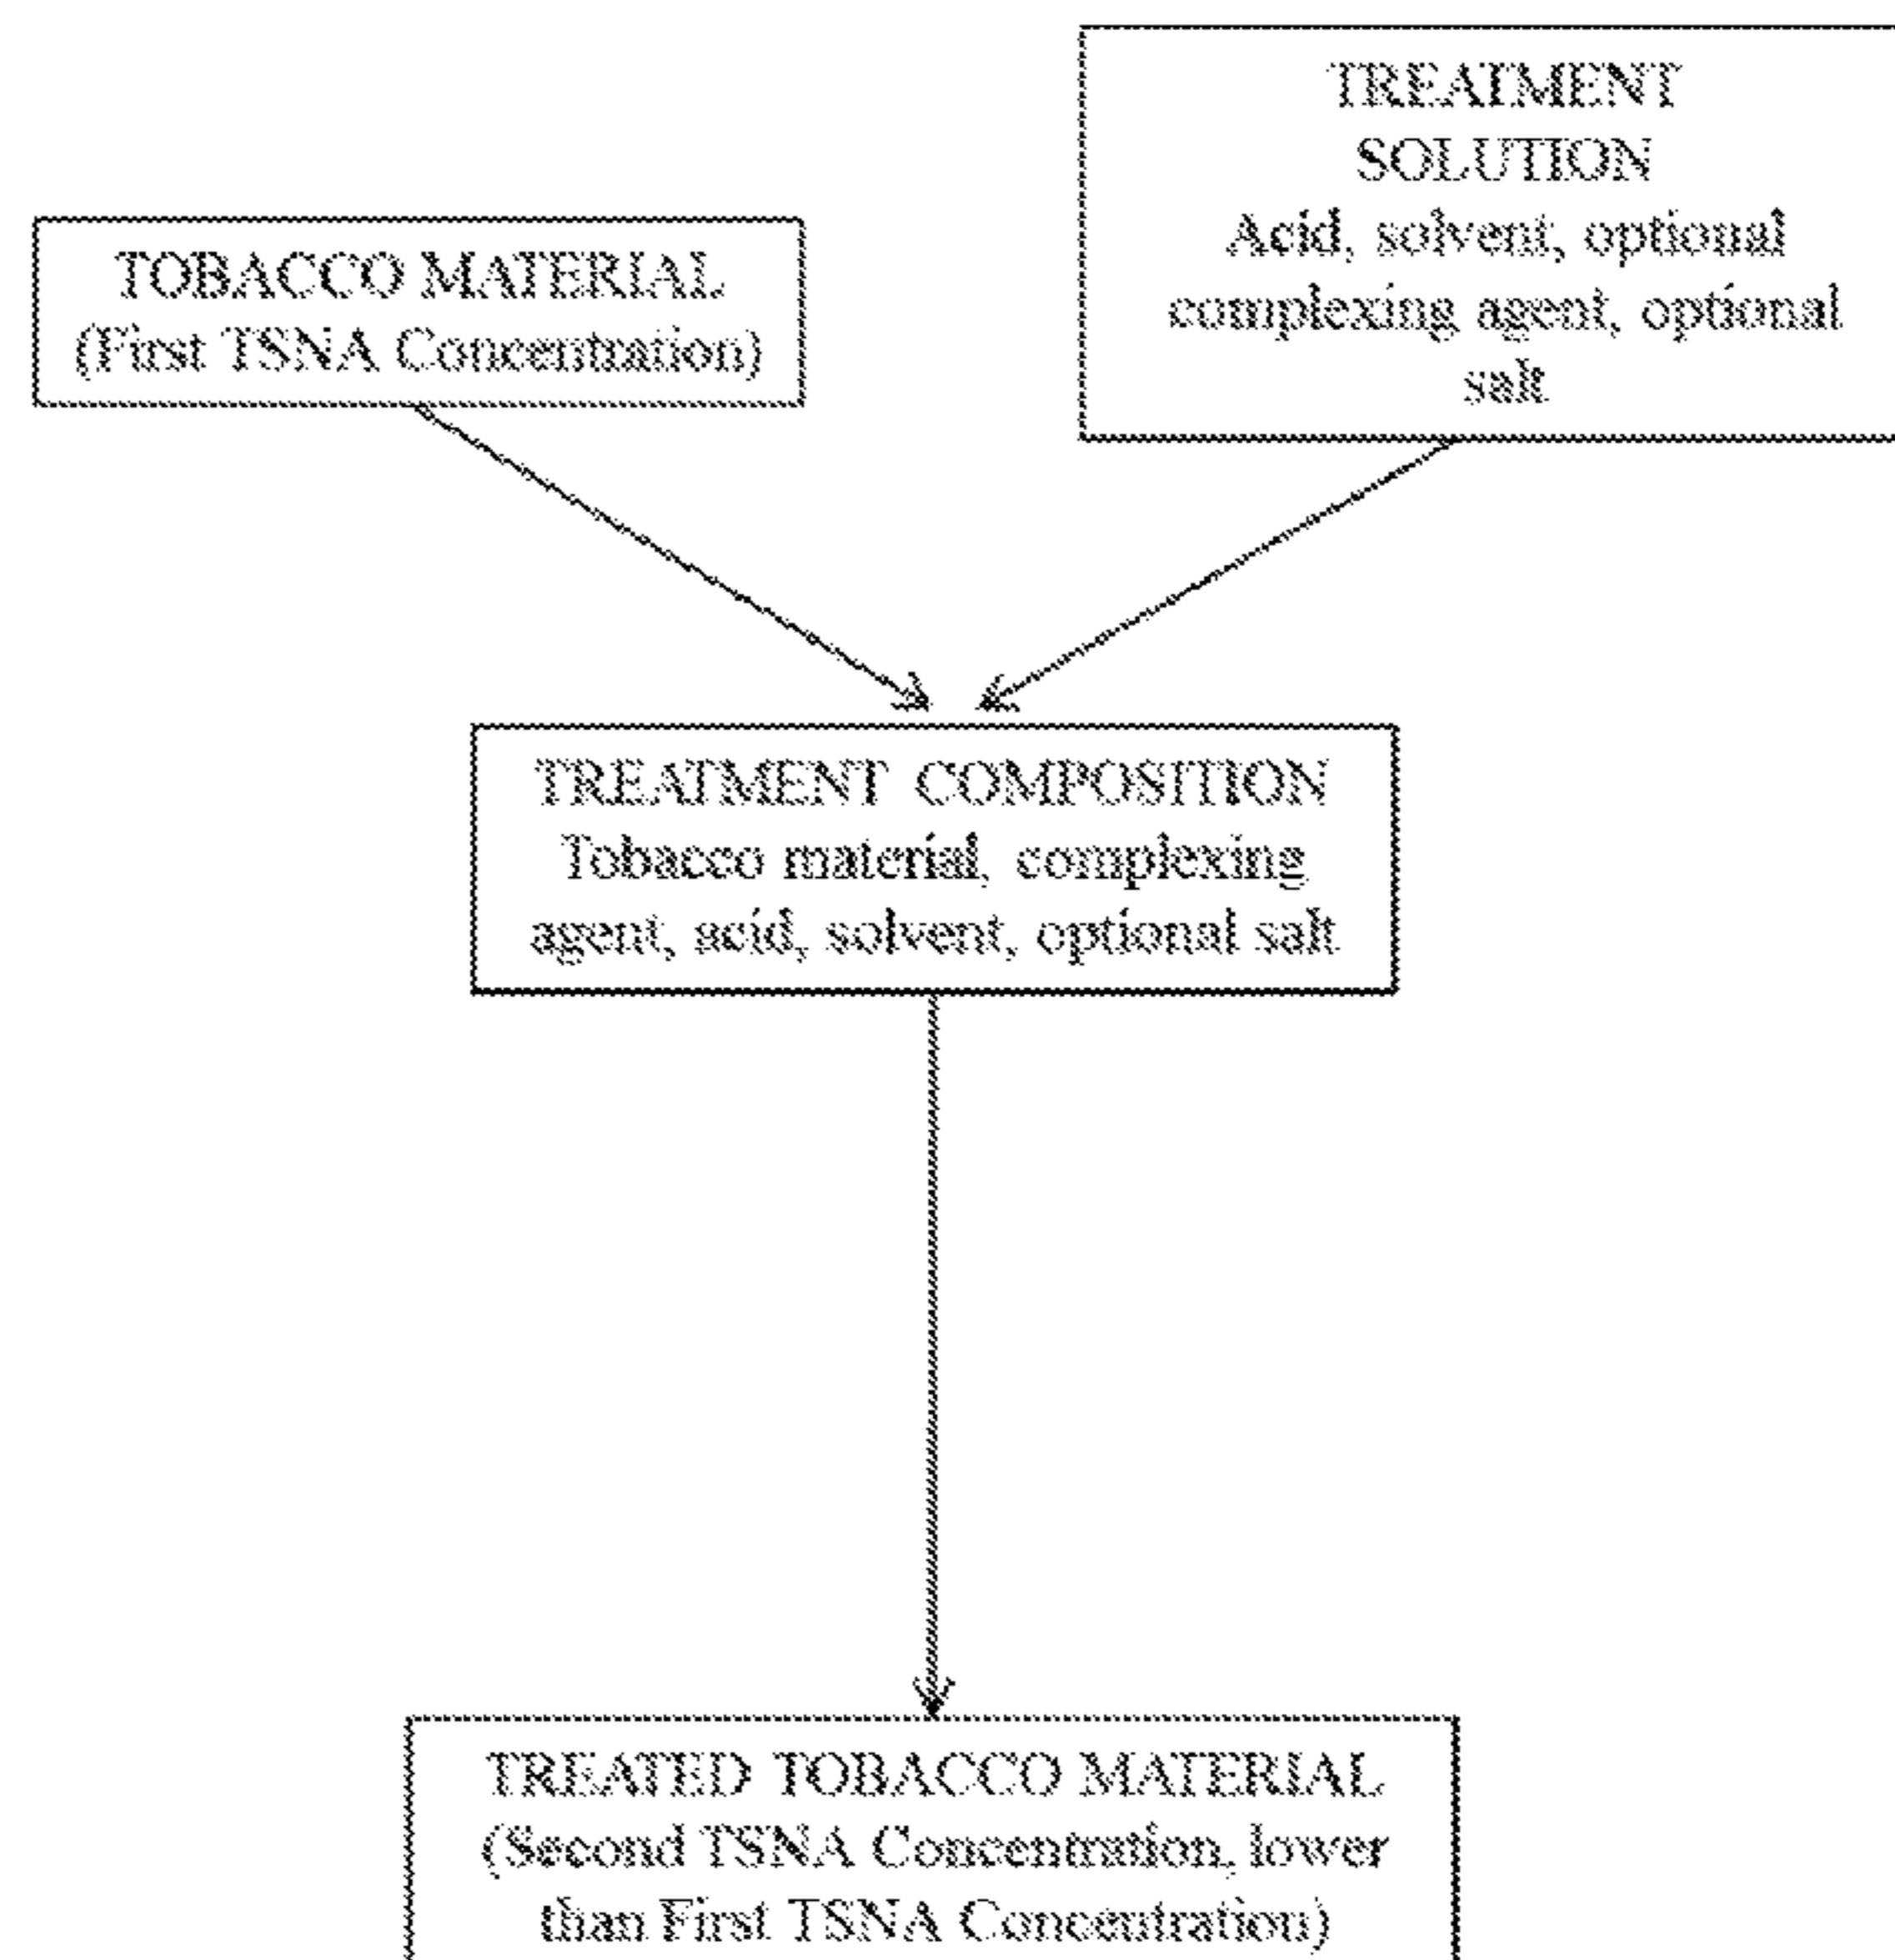 TREATMENT
SOLUTION
Acid, solvent, optional
complexing agent, optional
salt
TOBACCO MATERIAL
(First TSNA Concentration)
TREATMENT COMPOSITION
Tobacco material, complexing
agent, acid, solvent, optional salt
TREATED TOBACCO MATERIAL
(Second TSNA Concentration, lower
than First TSNA Concentration)